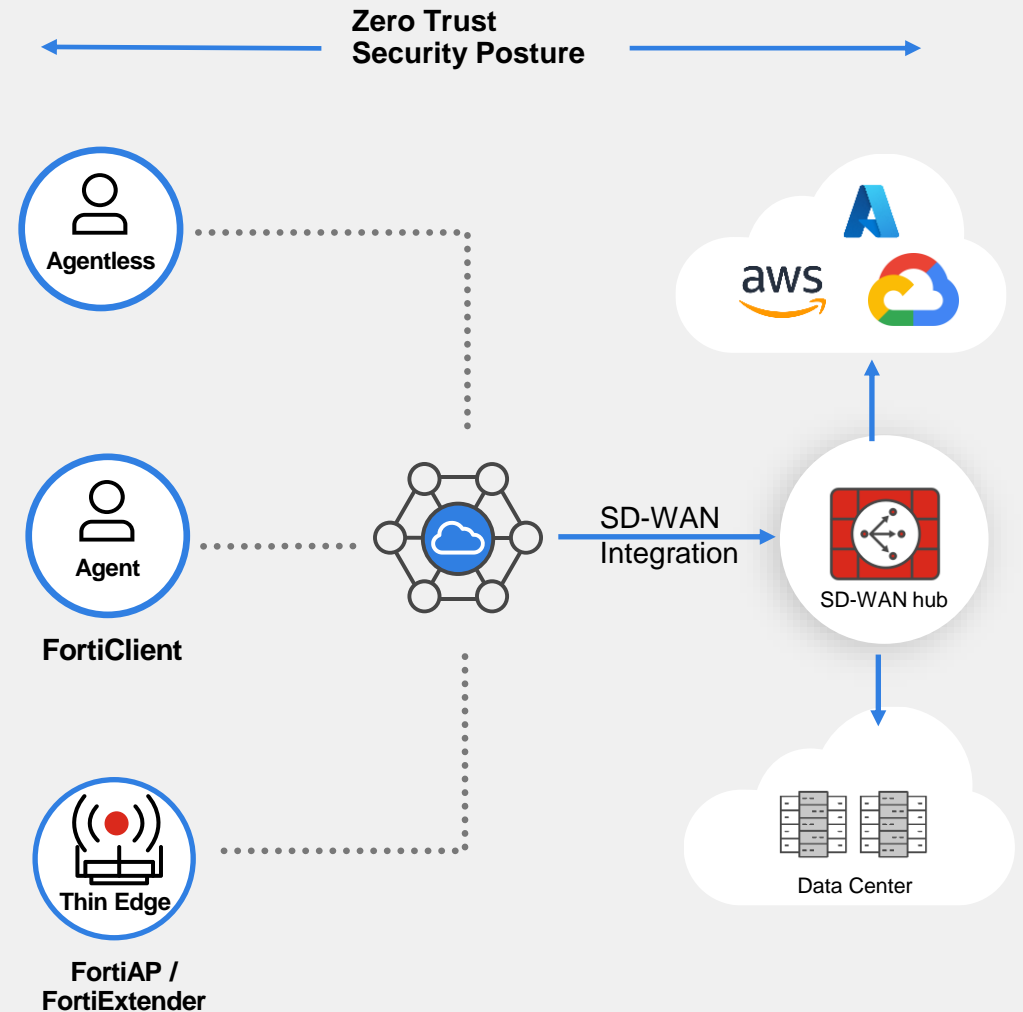 Zero Trust
Security Posture
Agentless
aws
Agent
SD-WAN
Integration
SD-WAN hub
FortiClient
Thin Edge
Data Center
FortiAP /
FortiExtender